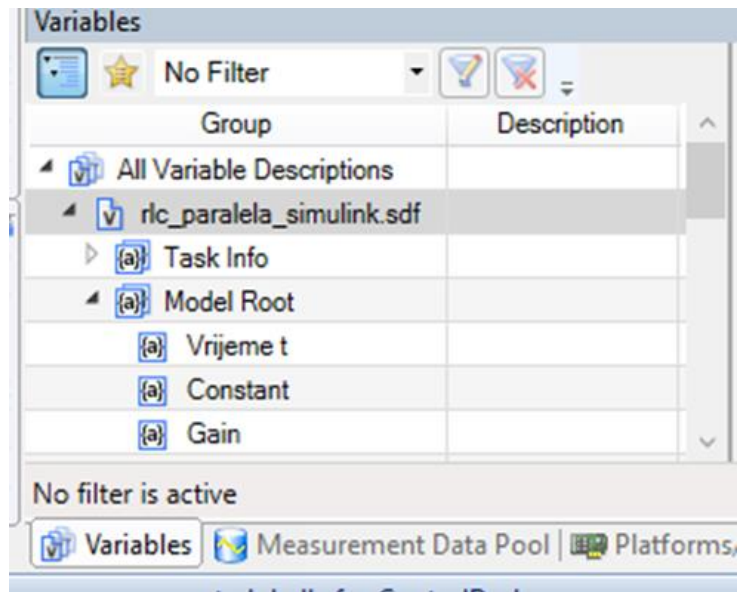 Variables
No Filter
Group Description
All Variable Descriptions
rlc_paralela_simulink.sdf
{a} Task Info
{a} Model Root
{a} Vrijeme t
{a} Constant
{a} Gain
No filter is active
Variables Measurement Data Pool Platforms/